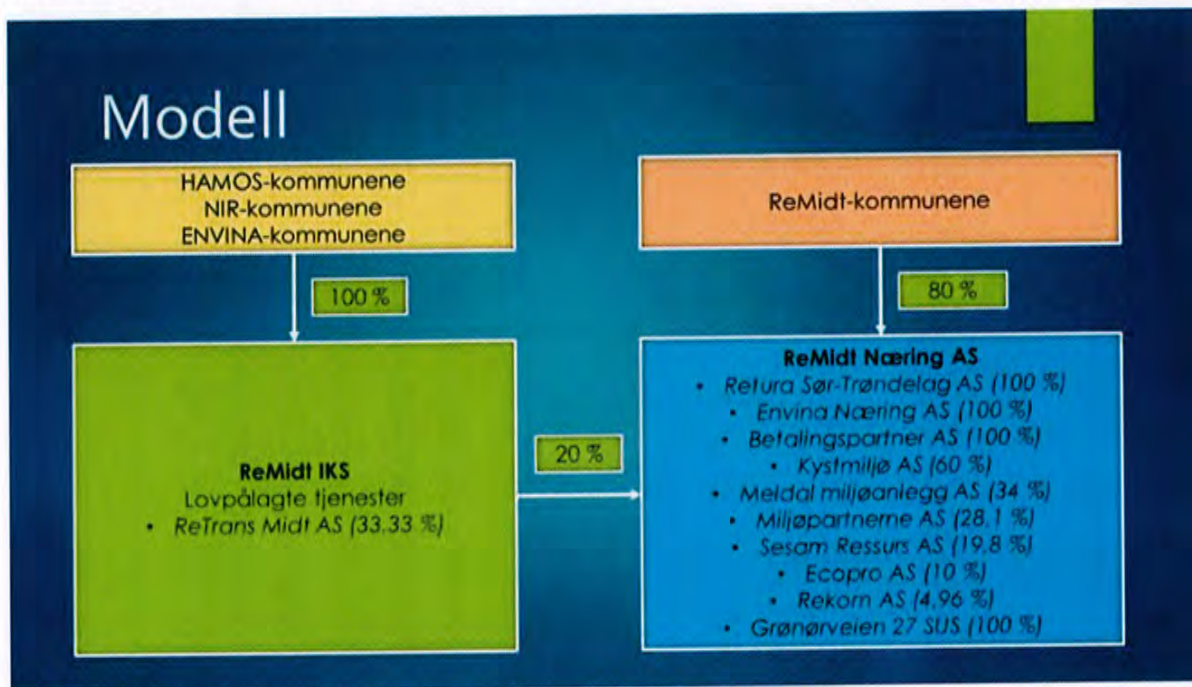 Modell
HAMOS-kommunene
NIR-kommunene
ENVINA-kommunene
100 %
ReMidt IKS
Lovpålagte tjenester
• ReTrans Midt AS (33,33 %)
20 %
ReMidt-kommunene
80 %
ReMidt Næring AS
• Retura Sør-Trøndelag AS (100 %)
• Envina Næring AS (100 %)
• Betalingspartner AS (100 %)
• Kystmiljø AS (60 %)
• Meldal miljøanlegg AS (34 %)
• Miljøpartnerne AS (28,1 %)
• Sesam Ressurs AS (19,8 %)
• Ecopro AS (10 %)
• Rekom AS (4,96 %)
• Grønørveien 27 SUS (100 %)